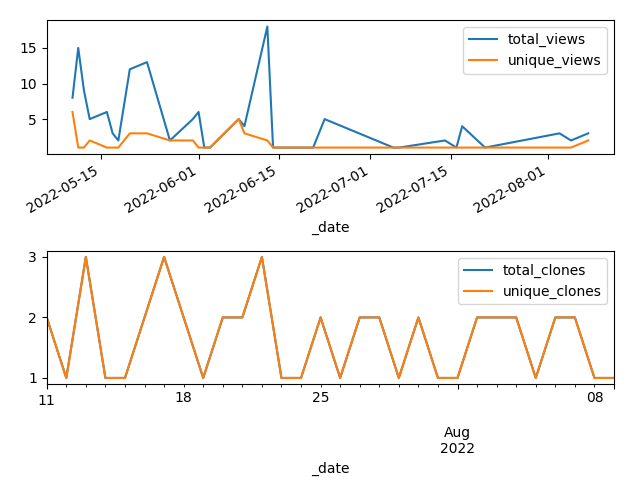 total_views
unique_views
15
10
5
2022-05-15
2022-06-01
2022-06-15
2022-07-01
2022-07-15
2022-08-01
_date
total_clones
unique_clones
3
2
1
11
18
25
08
Aug
2022
_date